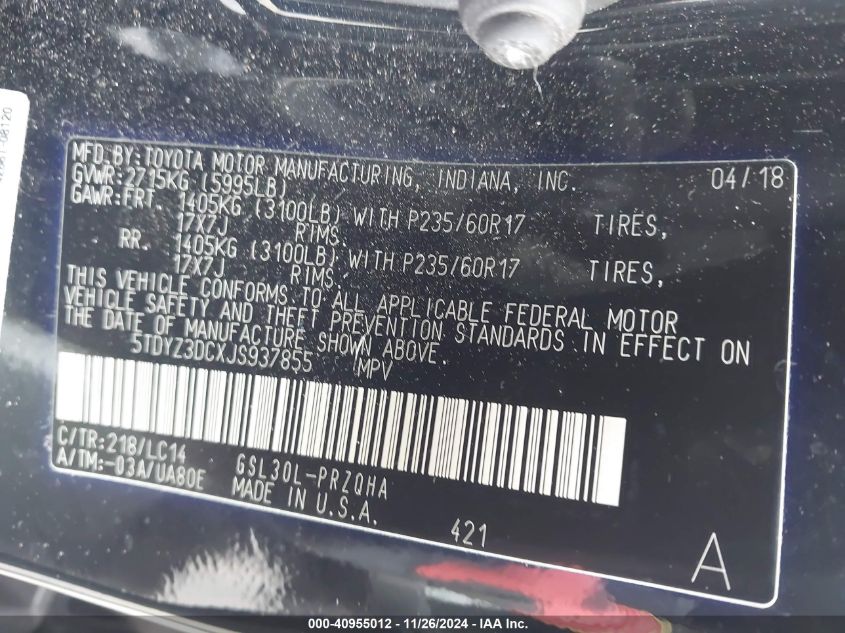 MFD.BY:TOYOTA MOTOR MANUFACTURING, INDIANA, INC. 04/18
GVWR:2715KG (5995LB)
GAWR:FRT. 1405KG (3100LB) WITH P235/60R17 TIRES,
17X7J RIMS.
RR. 1405KG (3100LB) WITH P235/60R17 TIRES,
17X7J RIMS.
THIS VEHICLE CONFORMS TO ALL APPLICABLE FEDERAL MOTOR
VEHICLE SAFETY AND THEFT PREVENTION STANDARDS IN EFFECT ON
THE DATE OF MANUFACTURE SHOWN ABOVE.
5TDYZ3DCXJS937855 MPV
C/TR:218/LC14
A/TM:-03A/UA80E GSL30L-PRZQHA
MADE IN U.S.A.
421
A
000-40955012 - 11/26/2024 - IAA Inc.